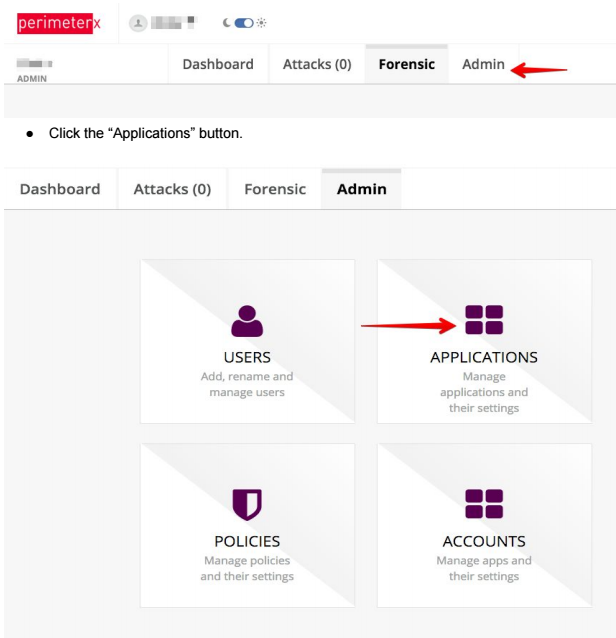 perimeterx
ADMIN
Dashboard Attacks (0) Forensic Admin
● Click the “Applications” button.
Dashboard Attacks (0) Forensic Admin
USERS
Add, rename and
manage users
APPLICATIONS
Manage
applications and
their settings
POLICIES
Manage policies
and their settings
ACCOUNTS
Manage apps and
their settings